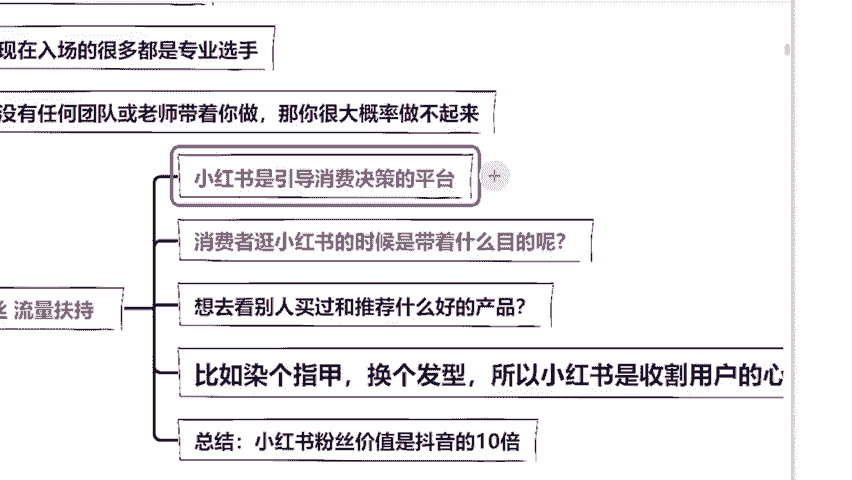 现在入场的很多都是专业选手
没有任何团队或老师带着你做，那你很大概率做不起来
小红书是引导消费决策的平台
消费者逛小红书的时候是带着什么目的呢？
流量扶持
想去看别人买过和推荐什么好的产品？
比如染个指甲，换个发型，所以小红书是收割用户的心
总结：小红书粉丝价值是抖音的10倍